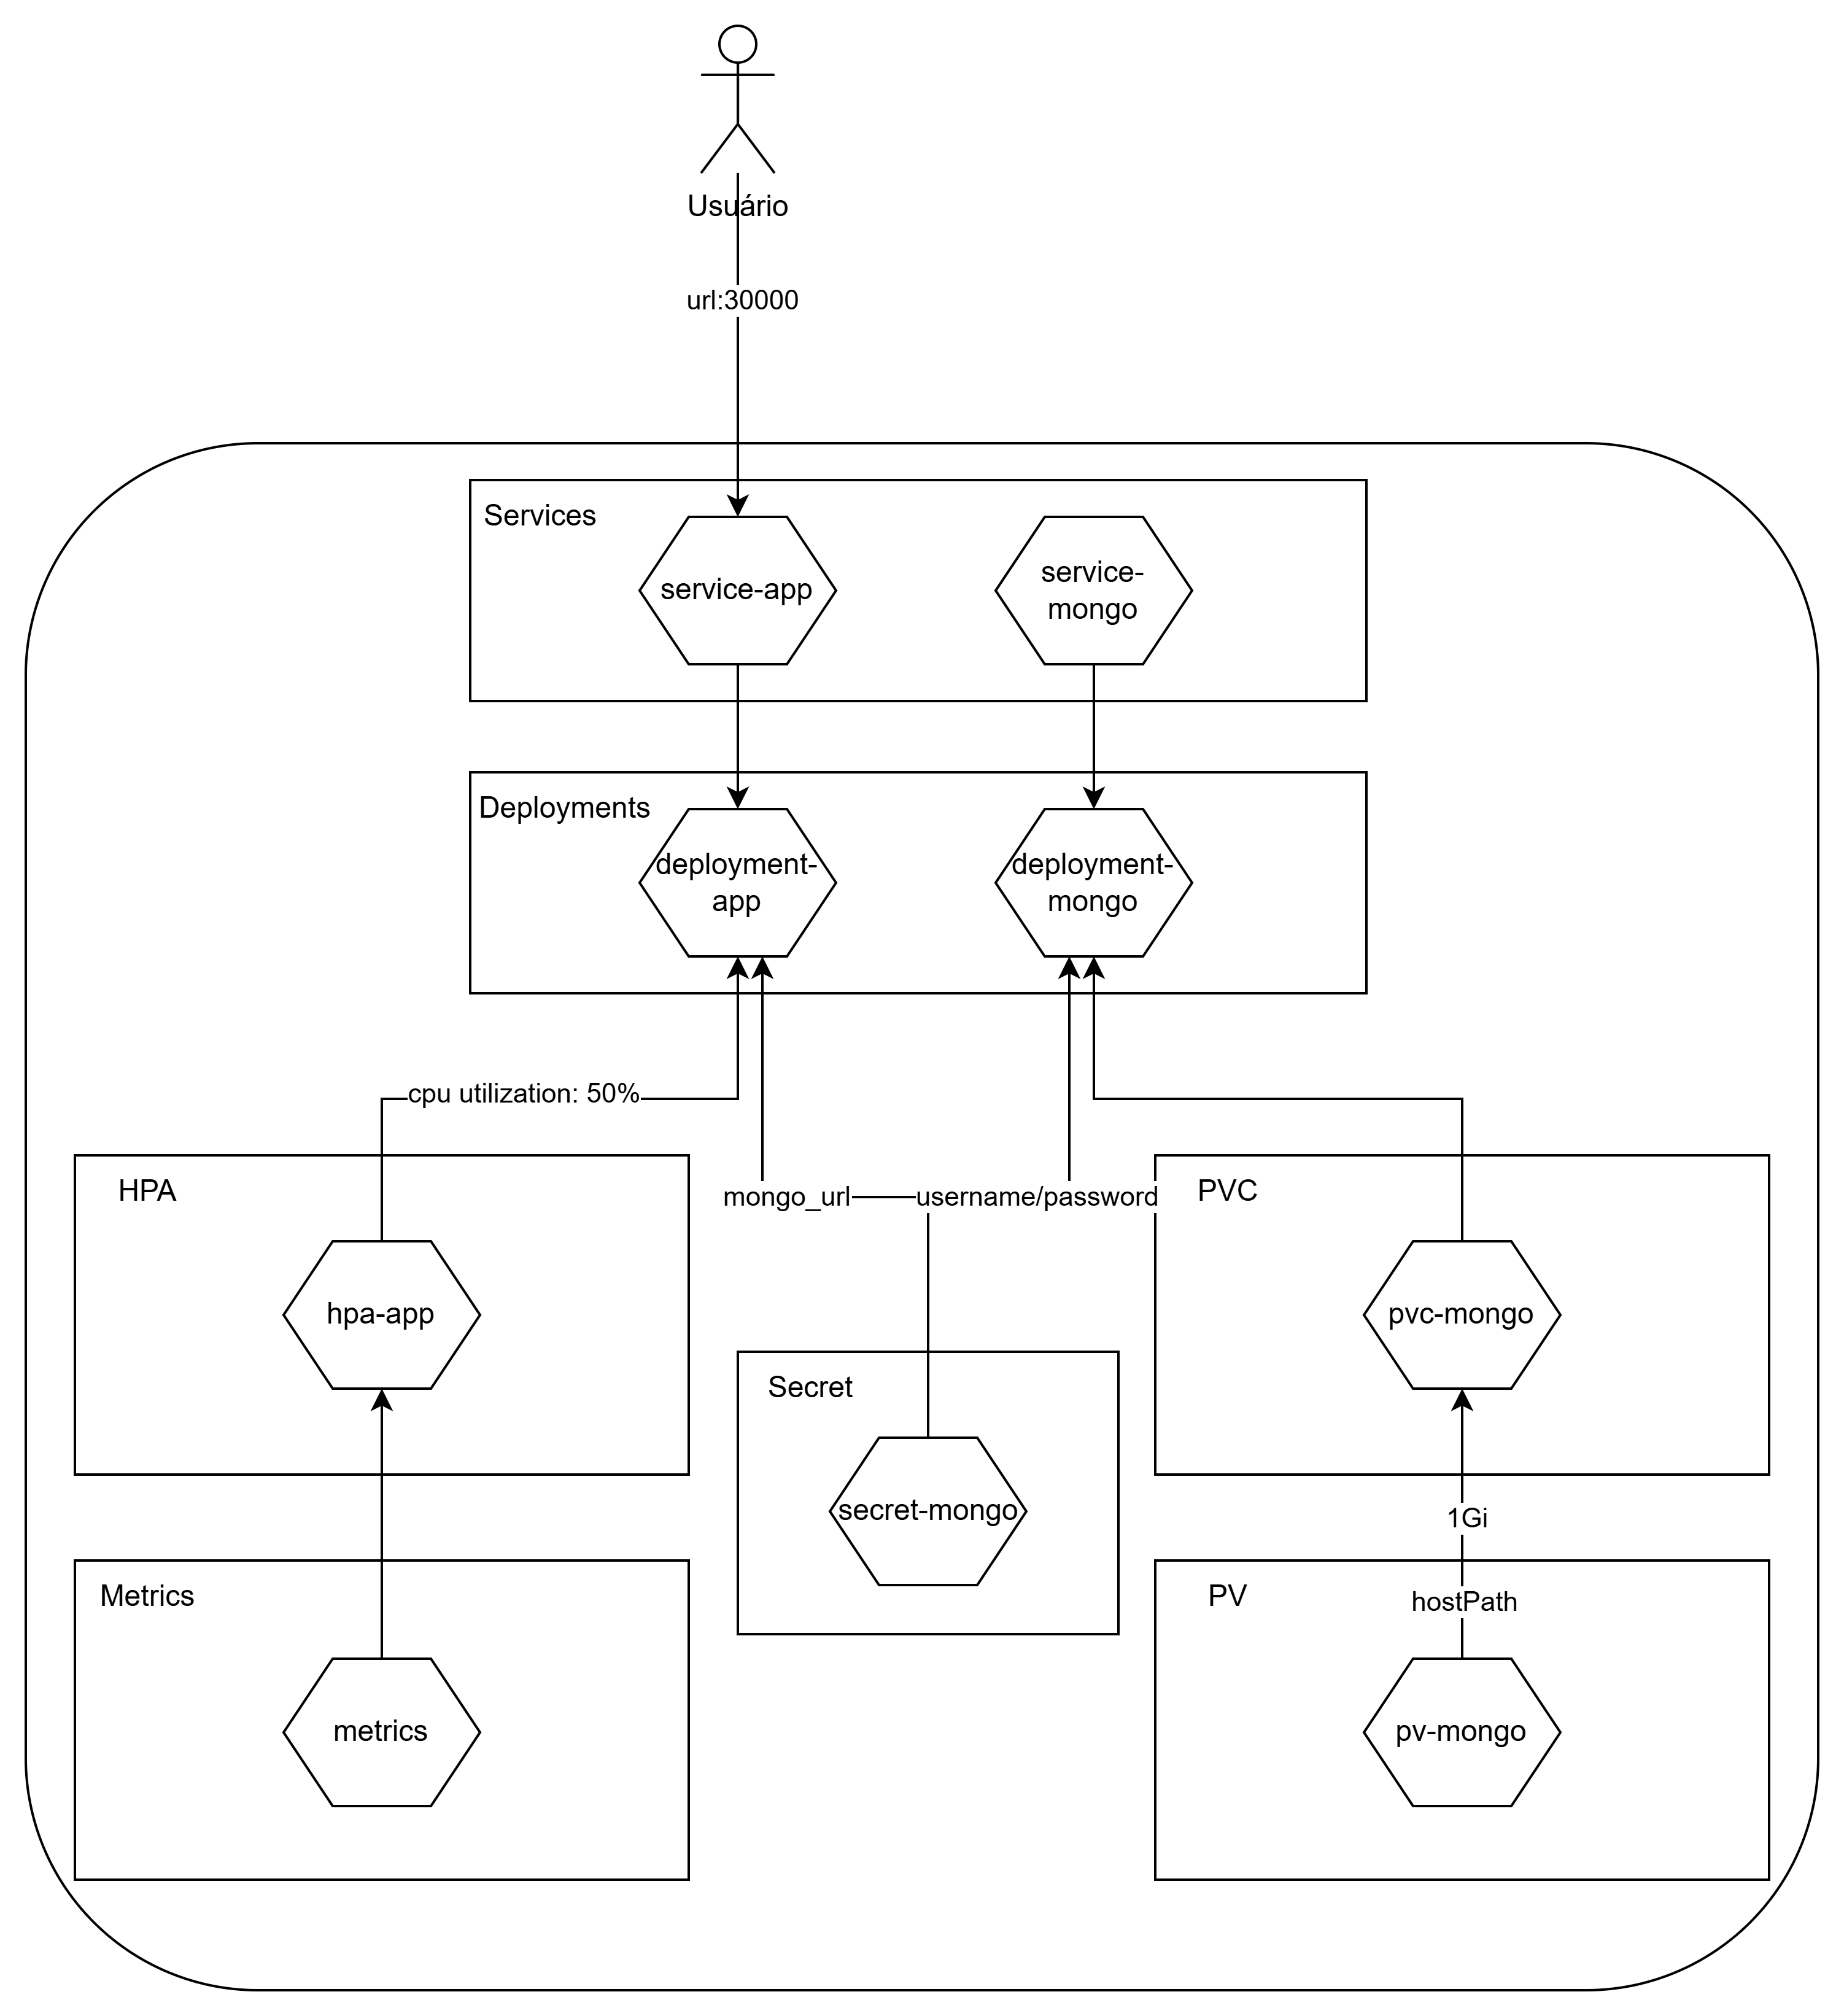 Usuário
url:30000
Services
service-app
service-
mongo
Deployments
deployment-
app
deployment-
mongo
cpu utilization: 50%
HPA
mongo_url
username/password
PVC
hpa-app
pvc-mongo
Secret
secret-mongo
1Gi
Metrics
PV
hostPath
metrics
pv-mongo